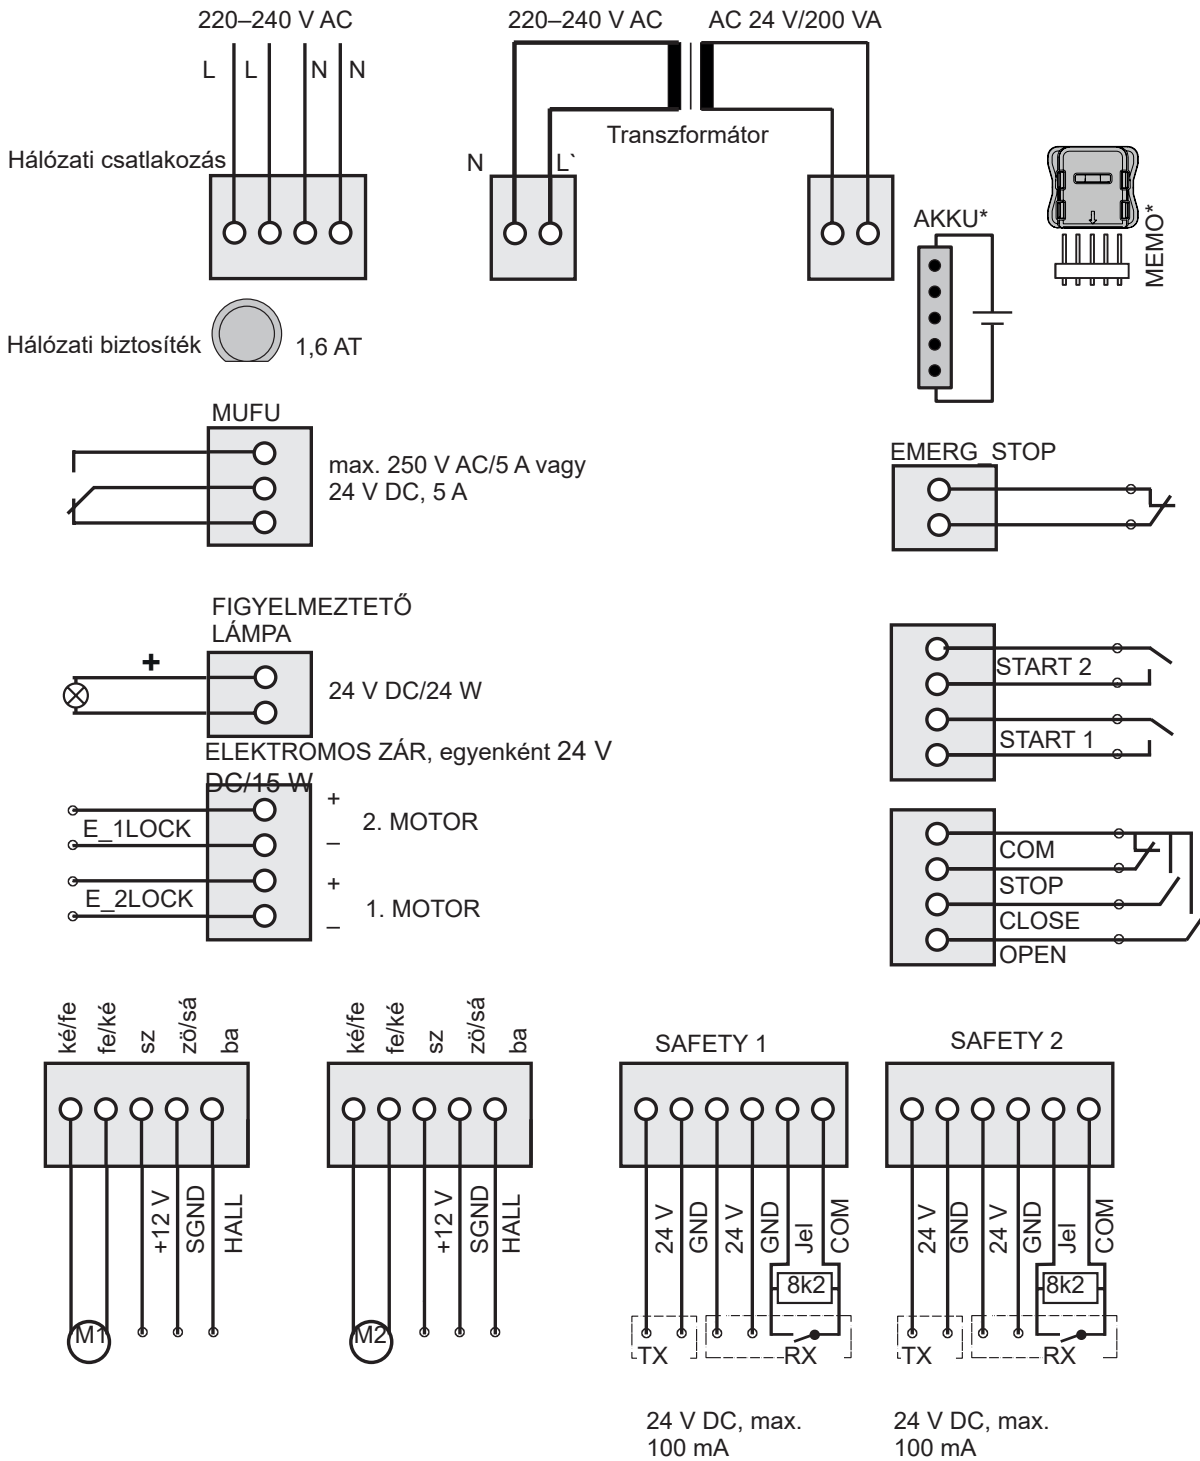 220–240 V AC
220–240 V AC
AC 24 V/200 VA
L
L
N
N
Transzformátor
Hálózati csatlakozás
N
L`
AKKU*
MEMO*
Hálózati biztosíték
1,6 AT
MUFU
max. 250 V AC/5 A vagy
24 V DC, 5 A
EMERG_STOP
FIGYELMEZTETŐ
LÁMPA
+
24 V DC/24 W
START 2
START 1
ELEKTROMOS ZÁR, egyenként 24 V
DC/15 W
+
E_1LOCK
2. MOTOR
–
+
E_2LOCK
1. MOTOR
–
COM
STOP
CLOSE
OPEN
ké/fe
fe/ké
sz
zö/sá
ba
ké/fe
fe/ké
sz
zö/sá
ba
SAFETY 1
SAFETY 2
+12 V
SGND
HALL
+12 V
SGND
HALL
24 V
GND
24 V
GND
Jel
COM
24 V
GND
24 V
GND
Jel
COM
8k2
8k2
M1
M2
TX
RX
TX
RX
24 V DC, max.
100 mA
24 V DC, max.
100 mA